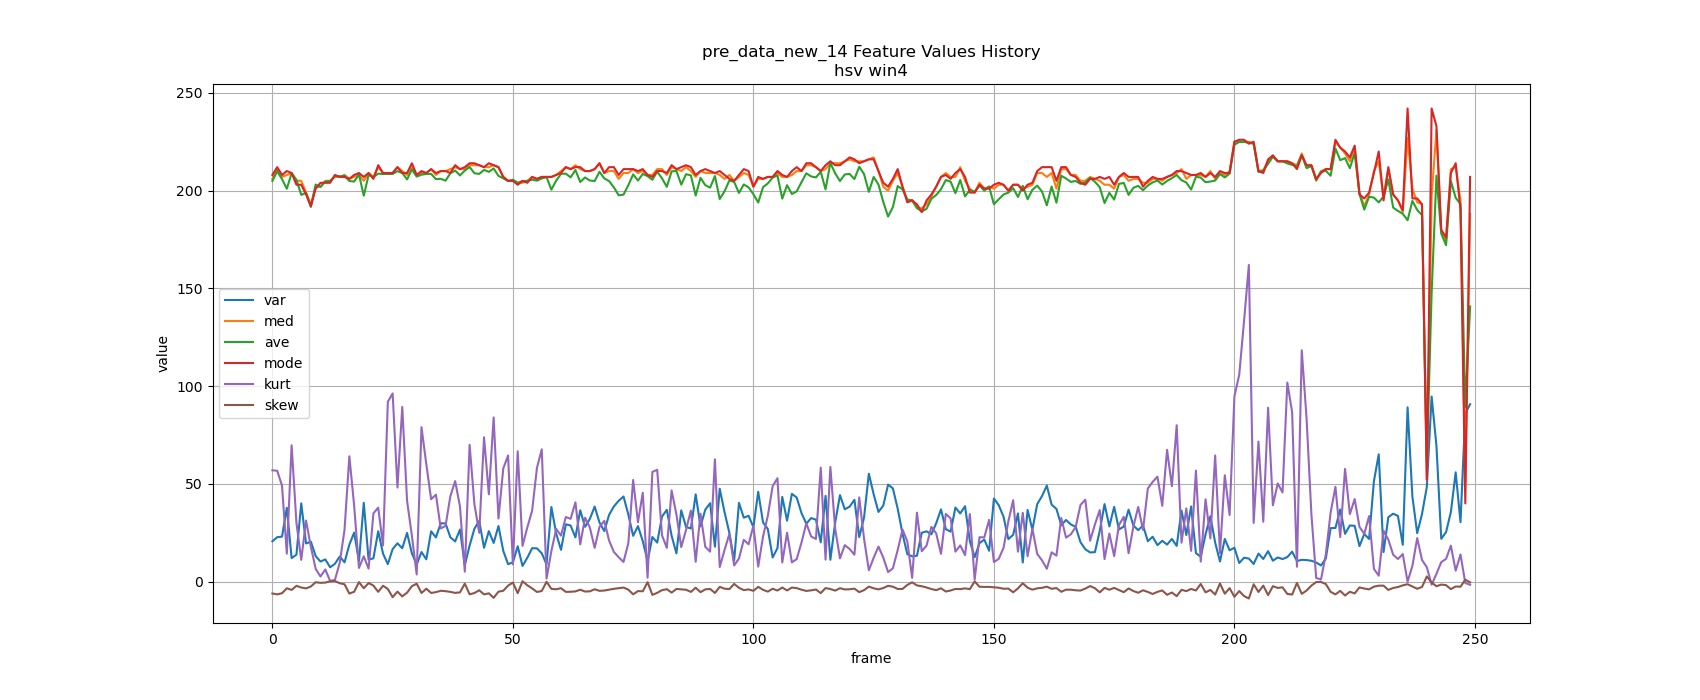 pre_data_new_14 Feature Values History
hsv win4
250
200
150
100
50
0
value
var
med
ave
mode
kurt
skew
0
50
100
150
200
250
frame